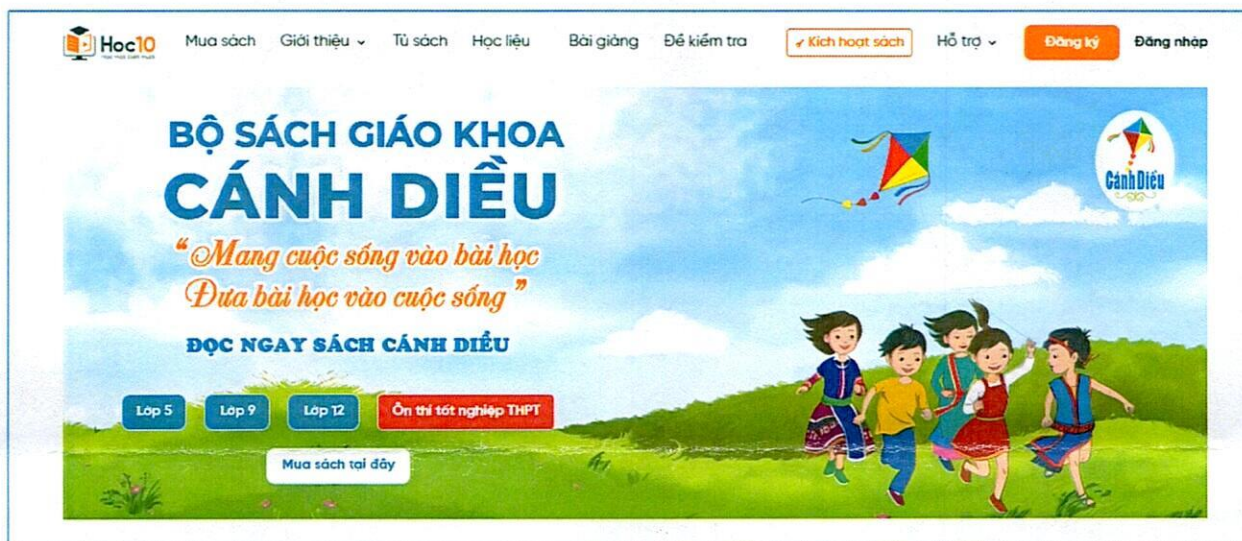 Hoc10 Mua sách Giới thiệu Tủ sách Học liệu Bài giảng Đề kiểm tra Kích hoạt sách Hỗ trợ Đăng ký Đăng nhập
BỘ SÁCH GIÁO KHOA
CÁNH DIỀU
Cánh Diều
“Mang cuộc sống vào bài học
Đưa bài học vào cuộc sống”
ĐỌC NGAY SÁCH CÁNH DIỀU
Lớp 5 Lớp 9 Lớp 12 Ôn thi tốt nghiệp THPT
Mua sách tại đây